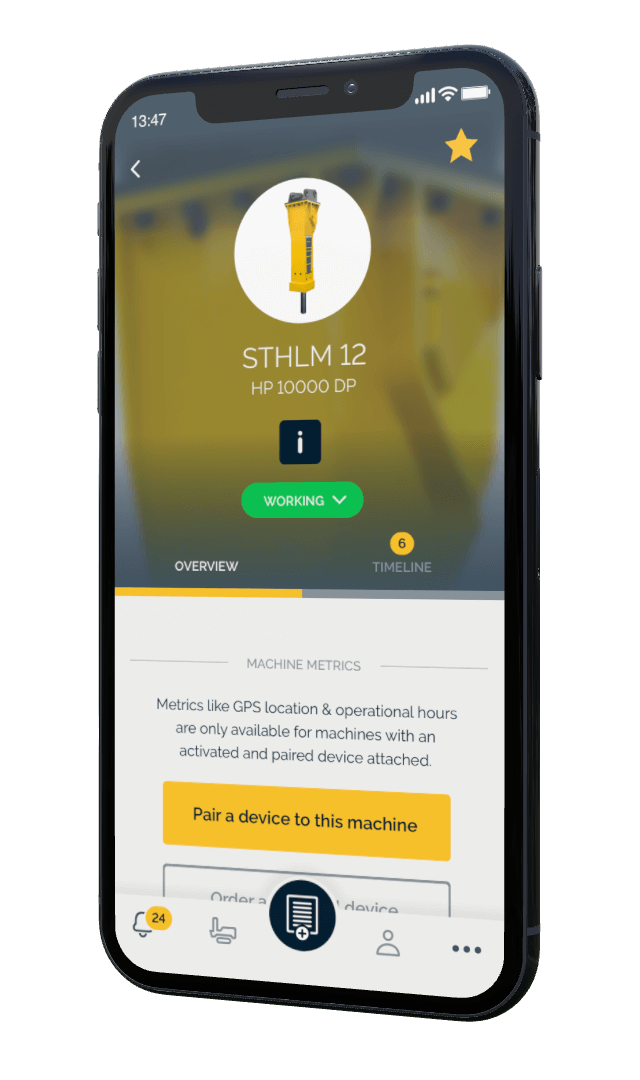 13:47
STHLM 12
HP 10000 DP
i
WORKING
6
OVERVIEW
TIMELINE
MACHINE METRICS
Metrics like GPS location & operational hours
are only available for machines with an
activated and paired device attached.
Pair a device to this machine
Order a device
24